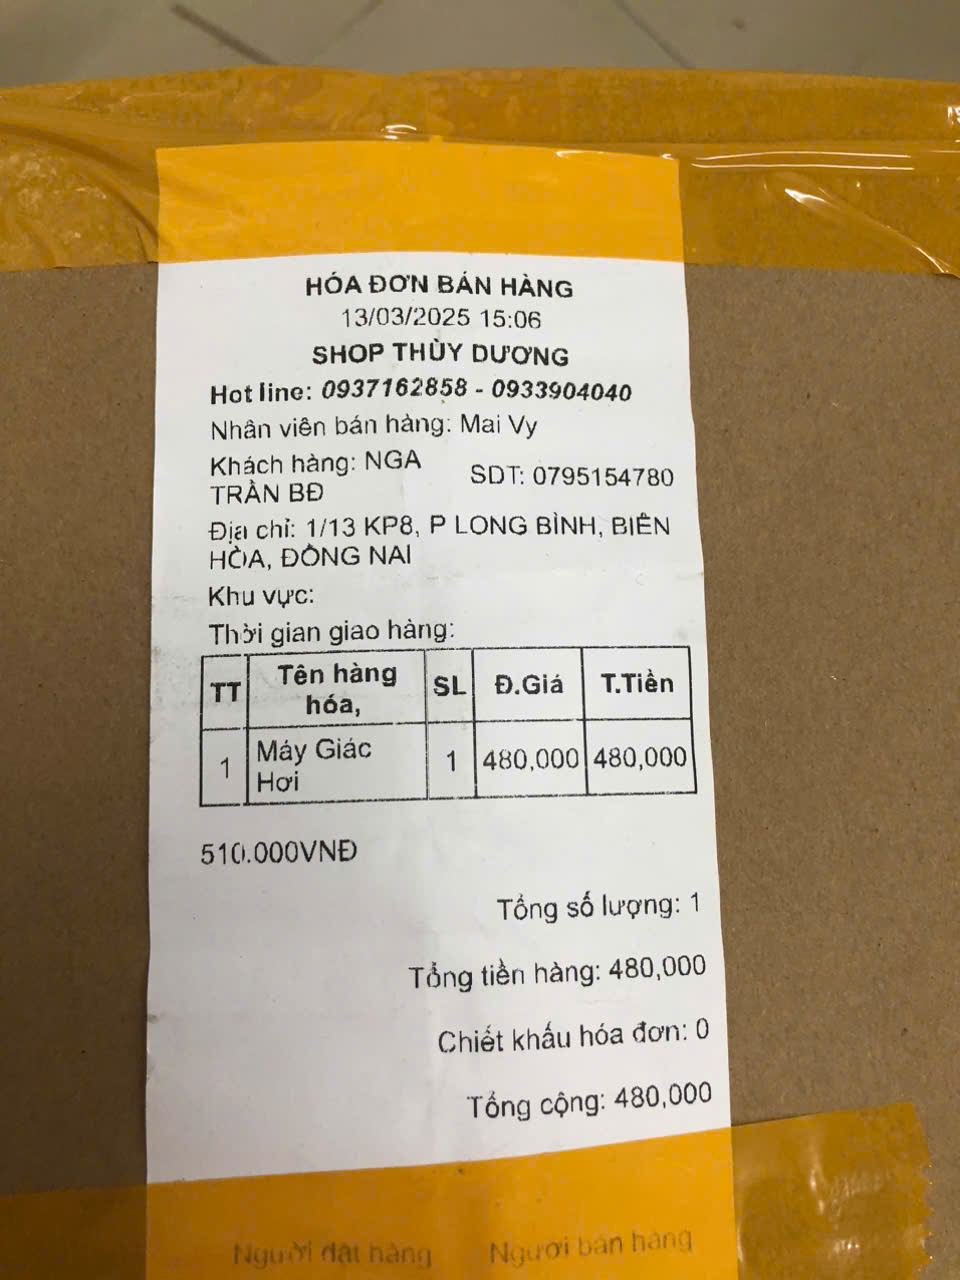 HÓA ĐƠN BÁN HÀNG
13/03/2025 15:06
SHOP THÙY DƯƠNG
Hot line: 0937162858 - 0933904040
Nhân viên bán hàng: Mai Vy
Khách hàng: NGA TRẦN BĐ
SDT: 0795154780
Địa chỉ: 1/13 KP8, P LONG BÌNH, BIÊN
HÒA, ĐỒNG NAI
Khu vực:
Thời gian giao hàng:
TT Tên hàng hóa, SL Đ.Giá T.Tiền
1 Máy Giác Hơi 1 480,000 480,000
510.000VNĐ
Tổng số lượng: 1
Tổng tiền hàng: 480,000
Chiết khấu hóa đơn: 0
Tổng cộng: 480,000
Người đặt hàng Người bán hàng